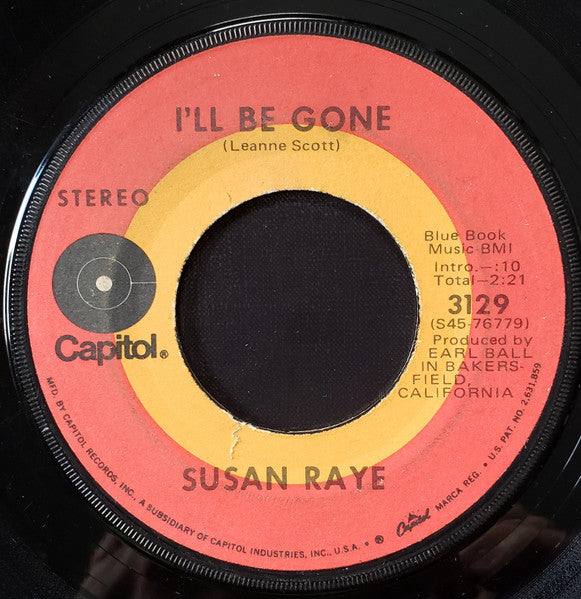 I'LL BE GONE
(Leanne Scott)
STEREO
Capitol®
Blue Book
Music-BMI
Intro.–:10
Total–2:21
3129
(S45-76779)
Produced by
EARL BALL
IN BAKERS-
FIELD,
CALIFORNIA
SUSAN RAYE
MFD. BY CAPITOL RECORDS, INC., A SUBSIDIARY OF CAPITOL INDUSTRIES, INC., U.S.A. • ® Capitol MARCA REG. • U.S. PAT. NO. 2,631,859